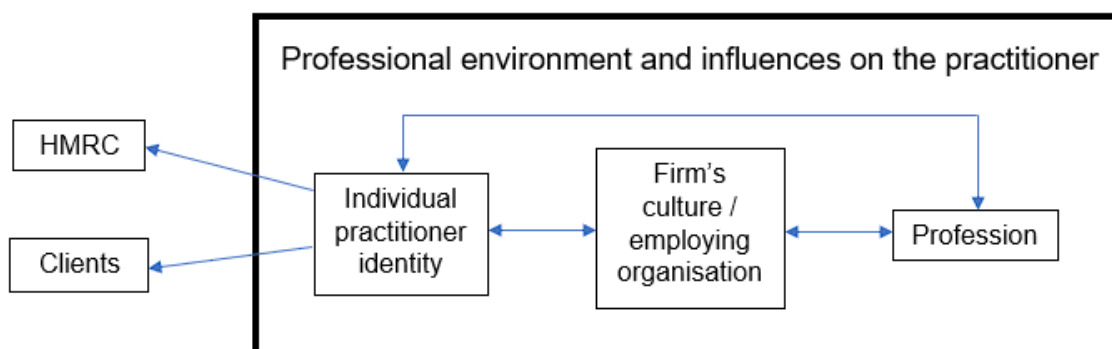 Professional environment and influences on the practitioner
HMRC
Clients
Individual
practitioner
identity
Firm’s
culture /
employing
organisation
Profession